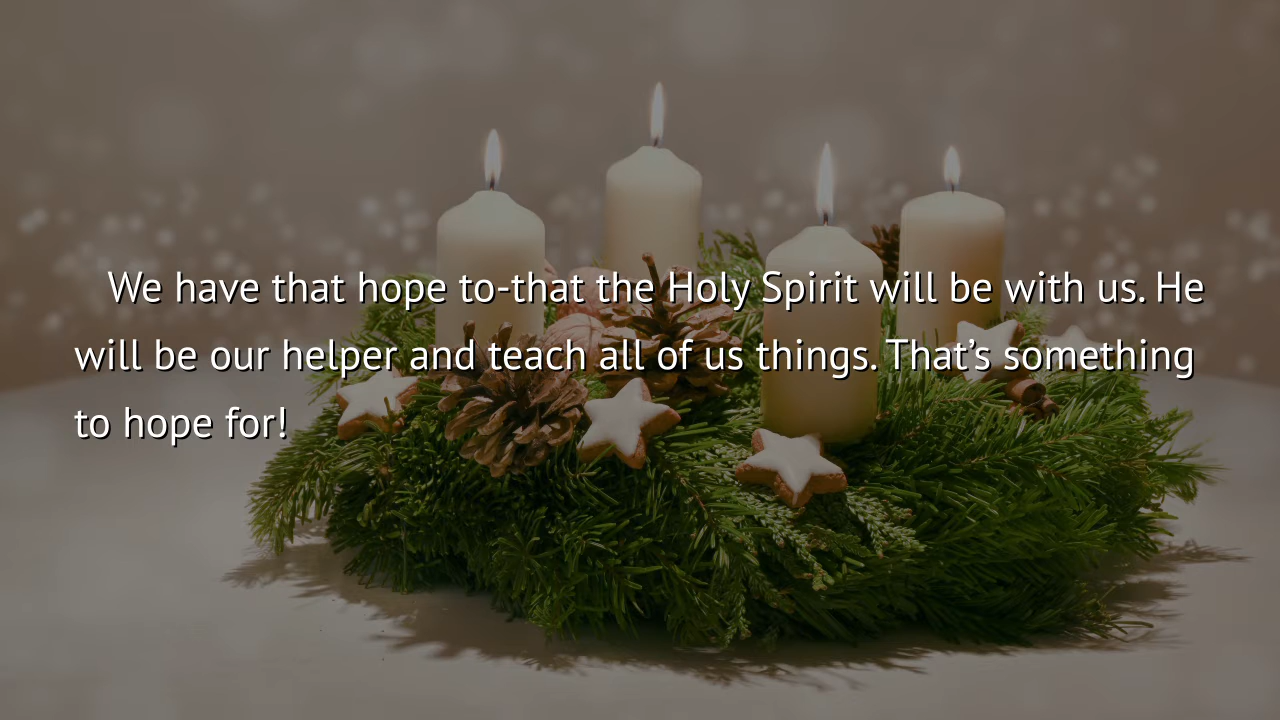 We have that hope to-that the Holy Spirit will be with us. He
will be our helper and teach all of us things. That’s something
to hope for!